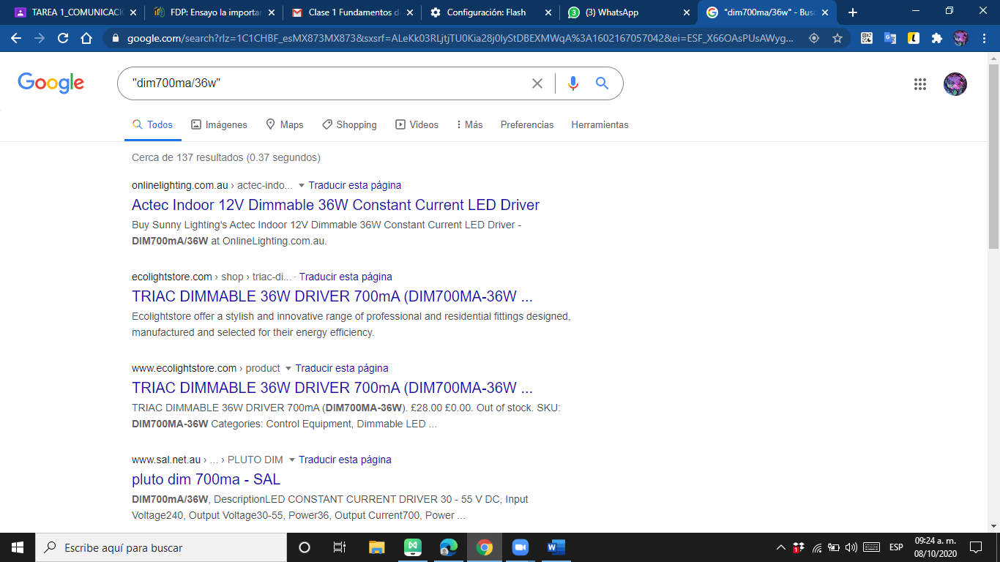 TAREA 1_COMUNICACI
FDP: Ensayo la importan
Clase 1 Fundamentos d
Configuración: Flash
(3) WhatsApp
"dim700ma/36w" - Bus
google.com/search?rlz=1C1CHBF_esMX873MX873&sxsrf=ALeKk03RLjtjTU0Kia28j0lyStDBEXMWqA%3A1602167057042&ei=ESF_X66OAsPUsAWyg...
Google
"dim700ma/36w"
Todos
Imágenes
Maps
Shopping
Videos
Más
Preferencias
Herramientas
Cerca de 137 resultados (0.37 segundos)
onlinelighting.com.au › actec-indo... Traducir esta página
Actec Indoor 12V Dimmable 36W Constant Current LED Driver
Buy Sunny Lighting's Actec Indoor 12V Dimmable 36W Constant Current LED Driver -
DIM700mA/36W at OnlineLighting.com.au.
ecolightstore.com › shop › triac-di... · Traducir esta página
TRIAC DIMMABLE 36W DRIVER 700mA (DIM700MA-36W ...
Ecolightstore offer a stylish and innovative range of professional and residential fittings designed,
manufactured and selected for their energy efficiency.
www.ecolightstore.com › product Traducir esta página
TRIAC DIMMABLE 36W DRIVER 700mA (DIM700MA-36W ...
TRIAC DIMMABLE 36W DRIVER 700mA (DIM700MA-36W). £28.00 £0.00. Out of stock. SKU:
DIM700MA-36W Categories: Control Equipment, Dimmable LED ...
www.sal.net.au › ... › PLUTO DIM Traducir esta página
pluto dim 700ma - SAL
DIM700mA/36W, DescriptionLED CONSTANT CURRENT DRIVER 30 - 55 V DC, Input
Voltage240, Output Voltage30-55, Power36, Output Current700, Power ...
Escribe aquí para buscar
ESP
09:24 a. m.
08/10/2020